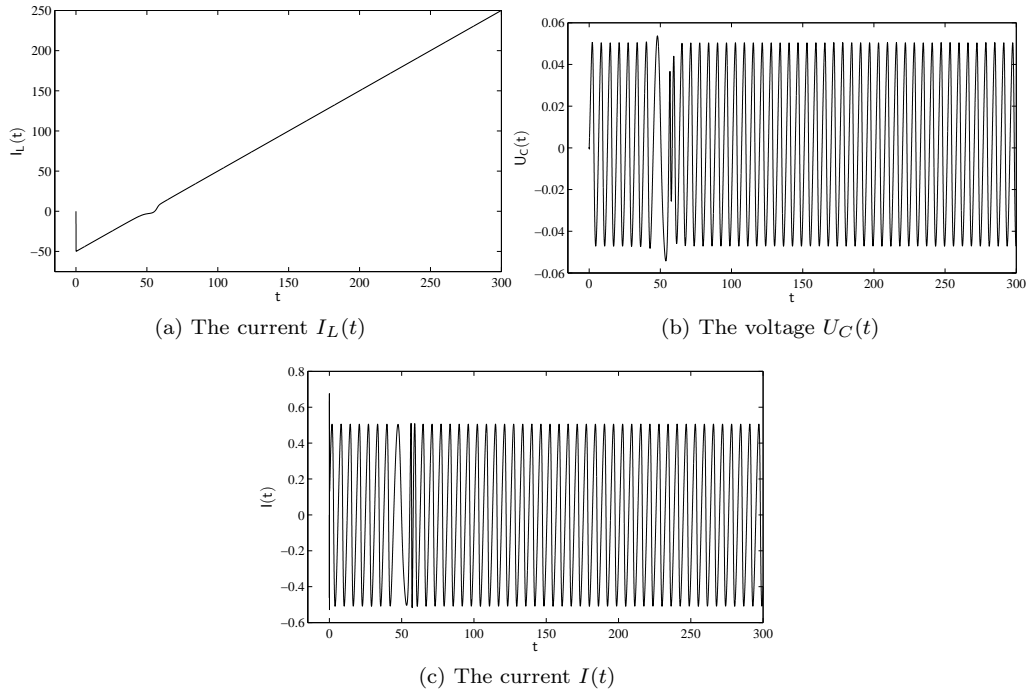 250
200
150
100
50
0
−50
I_L(t)
0 50 100 150 200 250 300
t
(a) The current I_L(t)
0.06
0.04
0.02
0
−0.02
−0.04
−0.06
U_C(t)
0 50 100 150 200 250 300
t
(b) The voltage U_C(t)
0.8
0.6
0.4
0.2
0
−0.2
−0.4
−0.6
I(t)
0 50 100 150 200 250 300
t
(c) The current I(t)